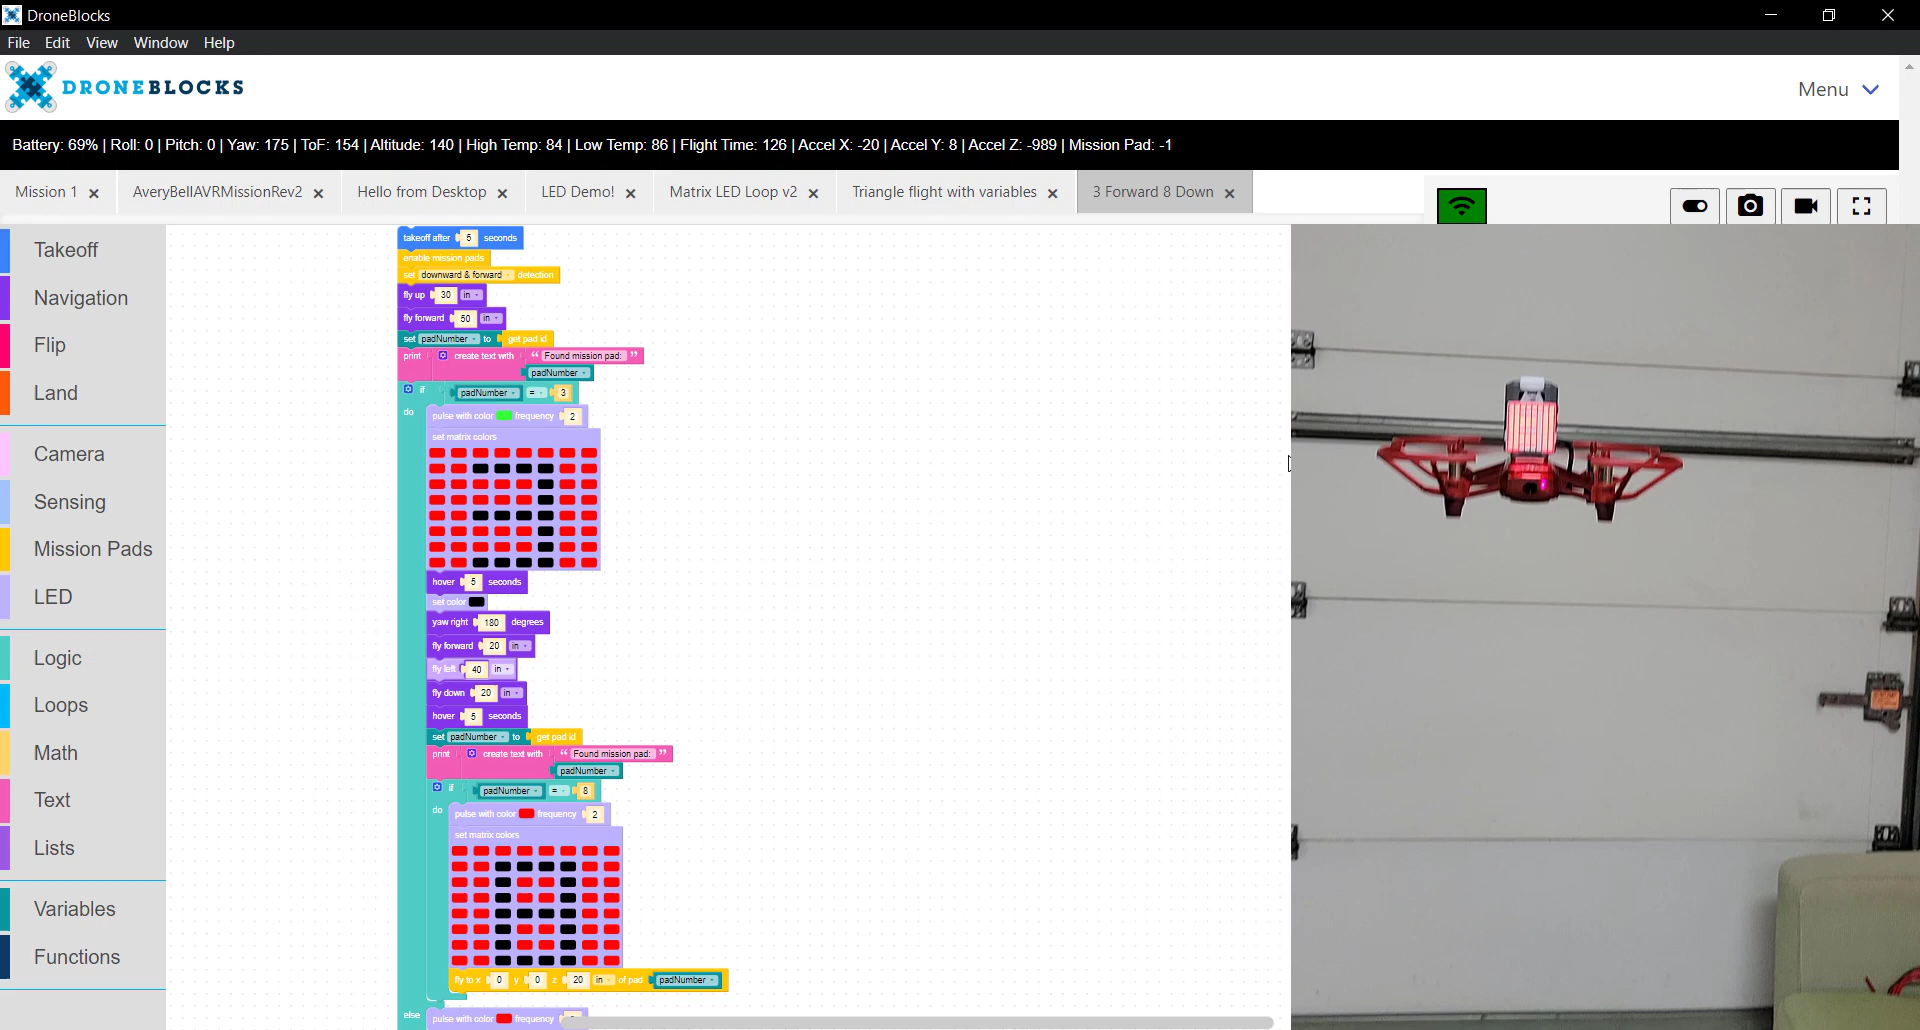 DroneBlocks
File Edit View Window Help
DRONEBLOCKS
Menu
Battery: 69% | Roll: 0 | Pitch: 0 | Yaw: 175 | ToF: 154 | Altitude: 140 | High Temp: 84 | Low Temp: 86 | Flight Time: 126 | Accel X: -20 | Accel Y: 8 | Accel Z: -989 | Mission Pad: -1
Mission 1 × AveryBellAVRMissionRev2 × Hello from Desktop × LED Demo! × Matrix LED Loop v2 × Triangle flight with variables × 3 Forward 8 Down ×
Takeoff
Navigation
Flip
Land
Camera
Sensing
Mission Pads
LED
Logic
Loops
Math
Text
Lists
Variables
Functions
takeoff after 5 seconds
enable mission pads
set downward & forward detection
fly up 30 in
fly forward 50 in
set padNumber to get pad id
print create text with “ Found mission pad: ”
padNumber
if padNumber = 3
do pulse with color frequency 2
set matrix colors
hover 5 seconds
set color
yaw right 180 degrees
fly forward 20 in
fly left 40 in
fly down 20 in
hover 5 seconds
set padNumber to get pad id
print create text with “ Found mission pad: ”
padNumber
if padNumber = 8
do pulse with color frequency 2
set matrix colors
fly to x 0 y 0 z 20 in of pad padNumber
else pulse with color frequency